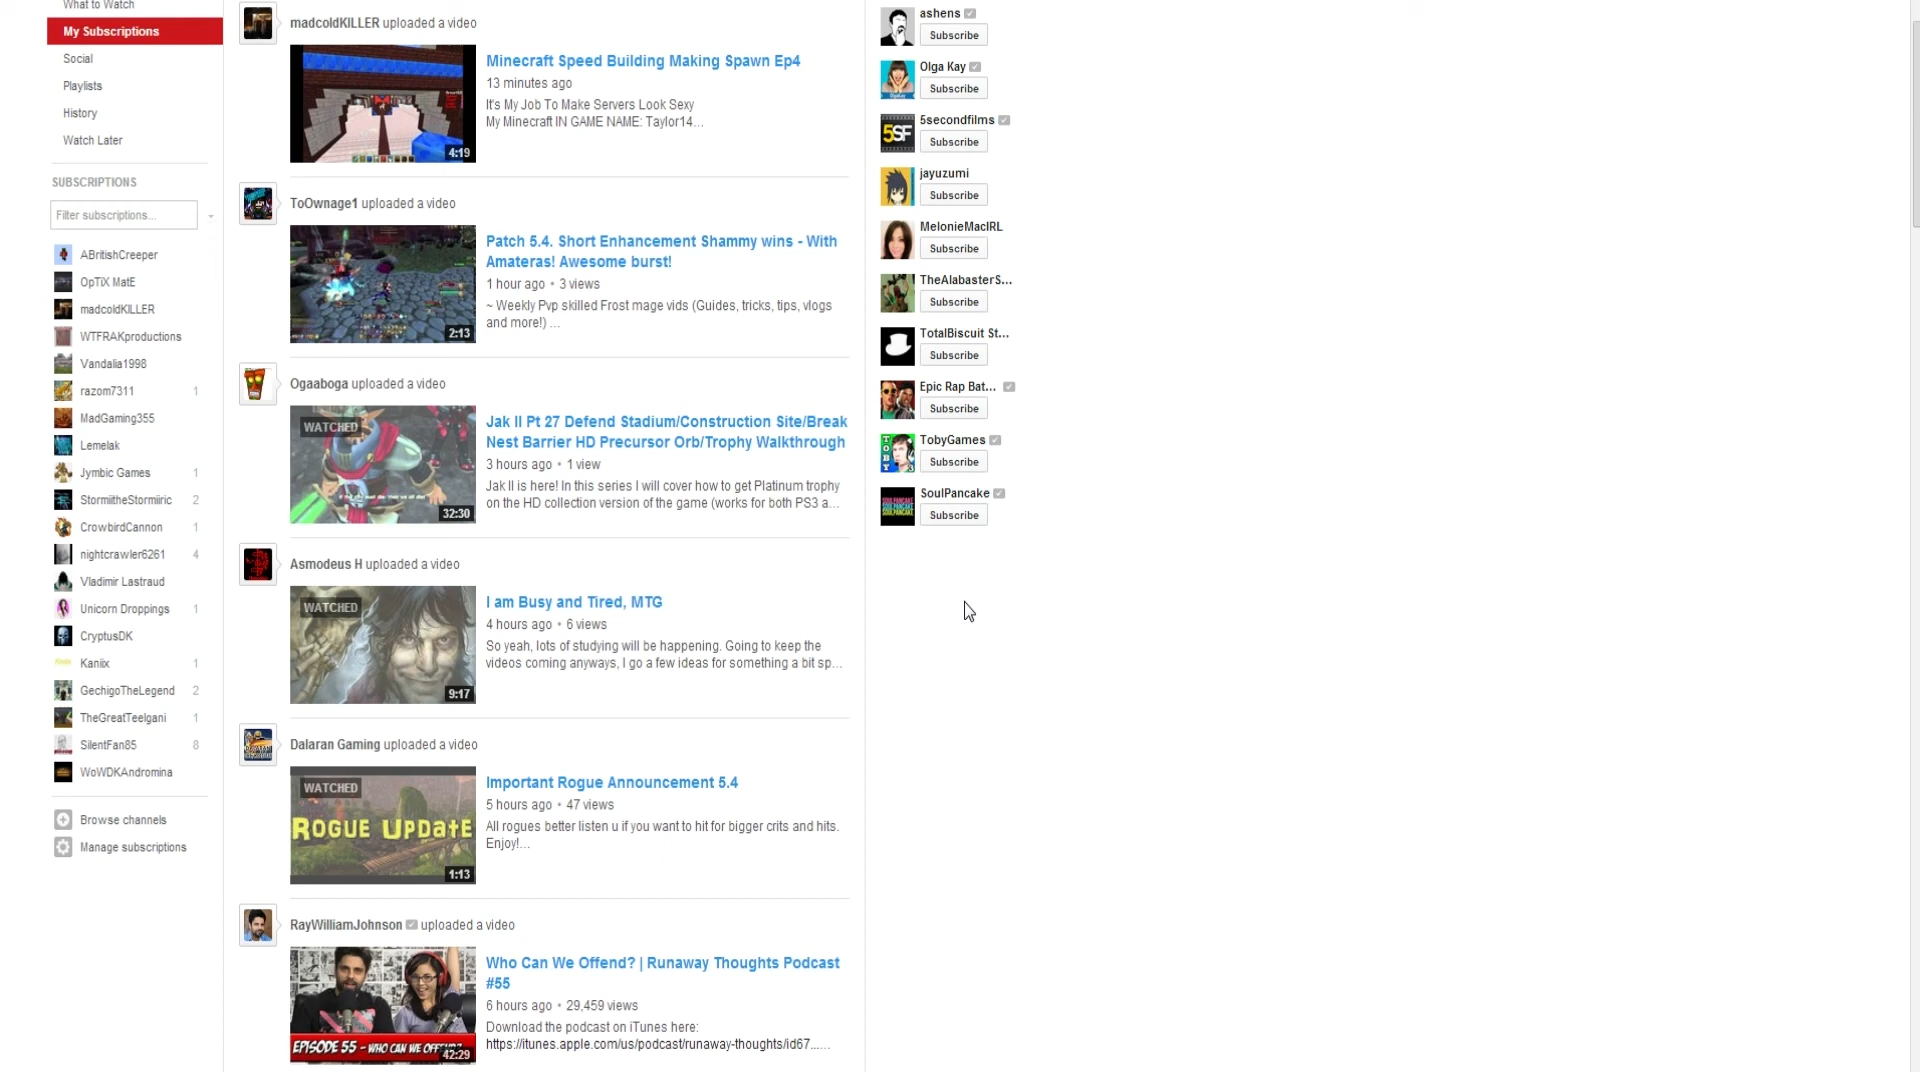 What to Watch
My Subscriptions
Social
Playlists
History
Watch Later
SUBSCRIPTIONS
Filter subscriptions...
ABritishCreeper
OpTiX MatE
madcoldKILLER
WTFRAKproductions
Vandalia1998
razom7311 1
MadGaming355
Lemelak
Jymbic Games 1
StormiitheStormiiric 2
CrowbirdCannon 1
nightcrawler6261 4
Vladimir Lastraud
Unicorn Droppings 1
CryptusDK
Kaniix 1
GechigoTheLegend 2
TheGreatTeelgani 1
SilentFan85 8
WoWDKAndromina
Browse channels
Manage subscriptions
madcoldKILLER uploaded a video
4:19
Minecraft Speed Building Making Spawn Ep4
13 minutes ago
It's My Job To Make Servers Look Sexy
My Minecraft IN GAME NAME: Taylor14...
ToOwnage1 uploaded a video
2:13
Patch 5.4. Short Enhancement Shammy wins - With
Amateras! Awesome burst!
1 hour ago • 3 views
~ Weekly Pvp skilled Frost mage vids (Guides, tricks, tips, vlogs
and more!) ...
Ogaaboga uploaded a video
WATCHED
32:30
Jak II Pt 27 Defend Stadium/Construction Site/Break
Nest Barrier HD Precursor Orb/Trophy Walkthrough
3 hours ago • 1 view
Jak II is here! In this series I will cover how to get Platinum trophy
on the HD collection version of the game (works for both PS3 a...
Asmodeus H uploaded a video
WATCHED
9:17
I am Busy and Tired, MTG
4 hours ago • 6 views
So yeah, lots of studying will be happening. Going to keep the
videos coming anyways, I go a few ideas for something a bit sp...
Dalaran Gaming uploaded a video
WATCHED
ROGUE UPDATE
1:13
Important Rogue Announcement 5.4
5 hours ago • 47 views
All rogues better listen u if you want to hit for bigger crits and hits.
Enjoy!...
RayWilliamJohnson uploaded a video
EPISODE 55 - WHO CAN WE
42:29
Who Can We Offend? | Runaway Thoughts Podcast
#55
6 hours ago • 29,459 views
Download the podcast on iTunes here:
https://itunes.apple.com/us/podcast/runaway-thoughts/id67......
ashens
Subscribe
Olga Kay
Subscribe
5SF
5secondfilms
Subscribe
jayuzumi
Subscribe
MelonieMacIRL
Subscribe
TheAlabasterS...
Subscribe
TotalBiscuit St...
Subscribe
Epic Rap Bat...
Subscribe
TOBY
TobyGames
Subscribe
SoulPancake
Subscribe